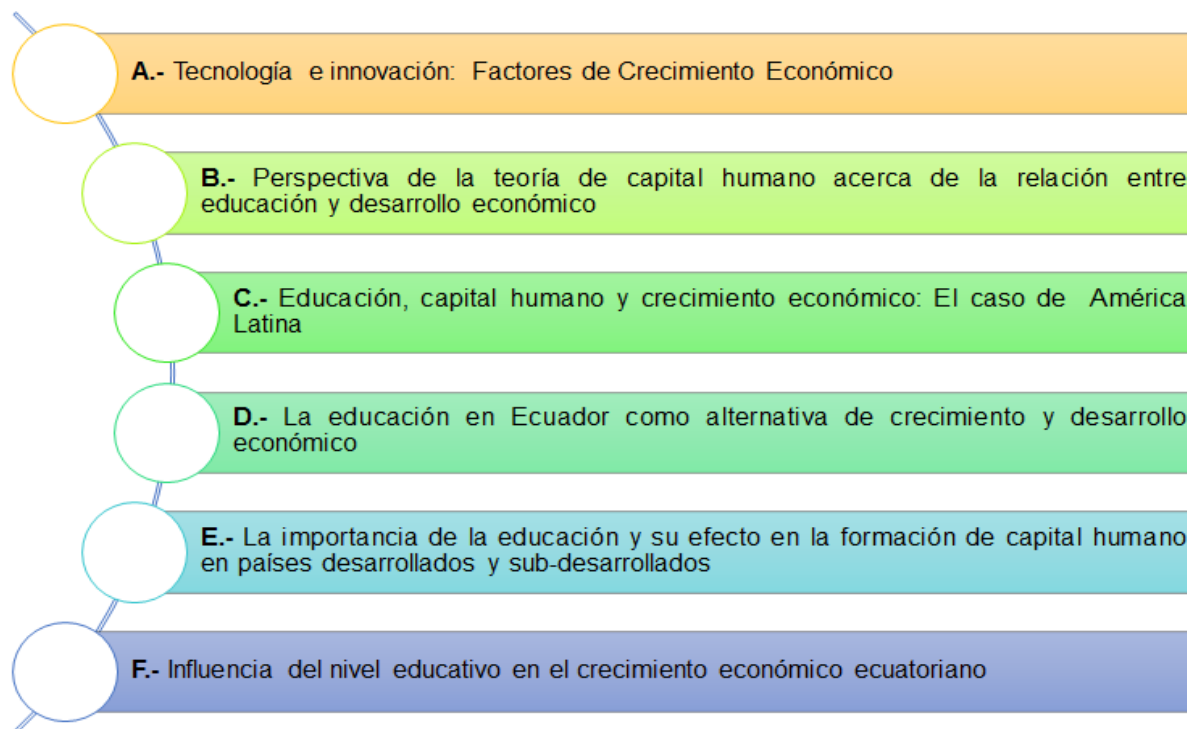 A.- Tecnología e innovación: Factores de Crecimiento Económico
B.- Perspectiva de la teoría de capital humano acerca de la relación entre
educación y desarrollo económico
C.- Educación, capital humano y crecimiento económico: El caso de América
Latina
D.- La educación en Ecuador como alternativa de crecimiento y desarrollo
económico
E.- La importancia de la educación y su efecto en la formación de capital humano
en países desarrollados y sub-desarrollados
F.- Influencia del nivel educativo en el crecimiento económico ecuatoriano